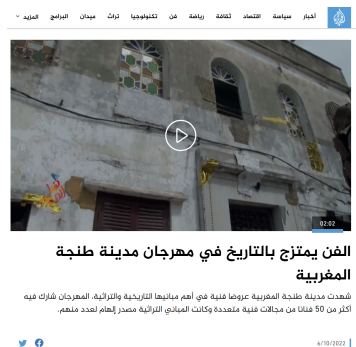 أخبار سياسة اقتصاد ثقافة رياضة فن تكنولوجيا تراث ميدان البرامج المزيد
02:02
الفن يمتزج بالتاريخ في مهرجان مدينة طنجة
المغربية
شهدت مدينة طنجة المغربية عروضا فنية في أهم مبانيها التاريخية والتراثية، المهرجان شارك فيه
أكثر من 50 فنانا من مجالات فنية متعددة وكانت المباني التراثية مصدر إلهام لعدد منهم.
6/10/2022